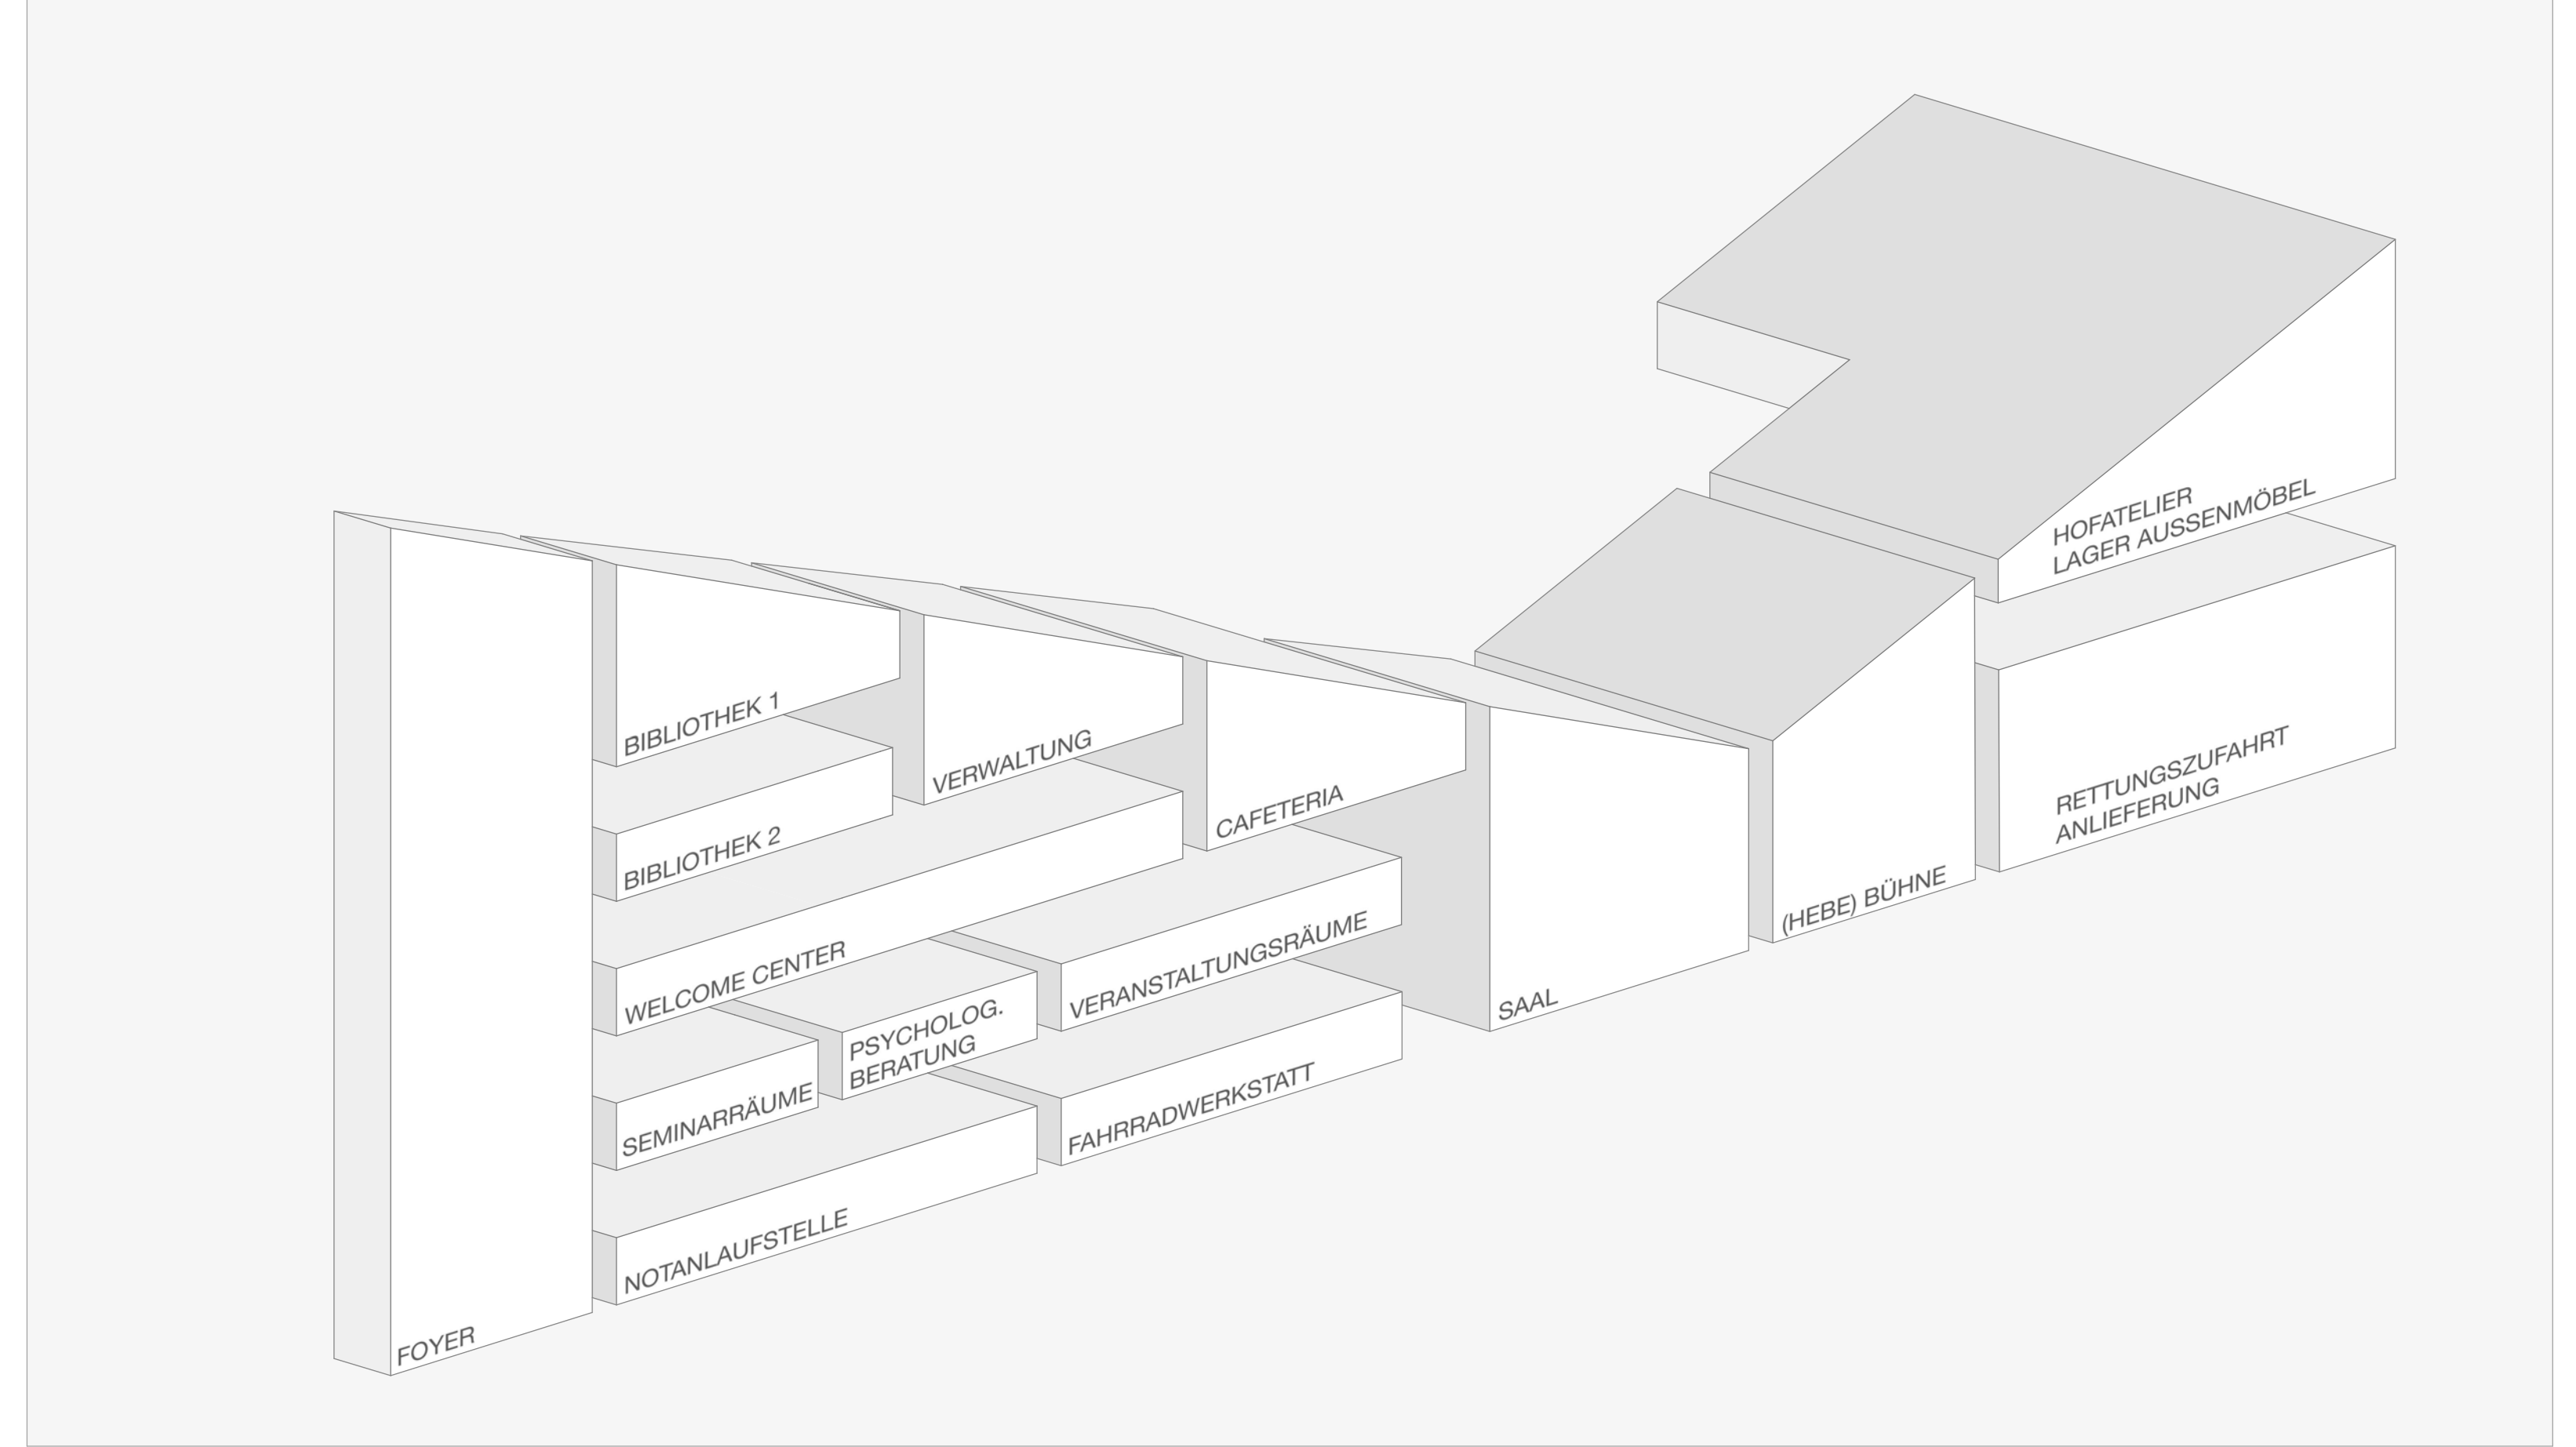 HOFATELIER
LAGER AUSSENMÖBEL
BIBLIOTHEK 1
VERWALTUNG
CAFETERIA
RETTUNGSZUFAHRT
ANLIEFERUNG
BIBLIOTHEK 2
(HEBE) BÜHNE
WELCOME CENTER
VERANSTALTUNGSRÄUME
SAAL
PSYCHOLOG.
BERATUNG
SEMINARRÄUME
FAHRRADWERKSTATT
NOTANLAUFSTELLE
FOYER